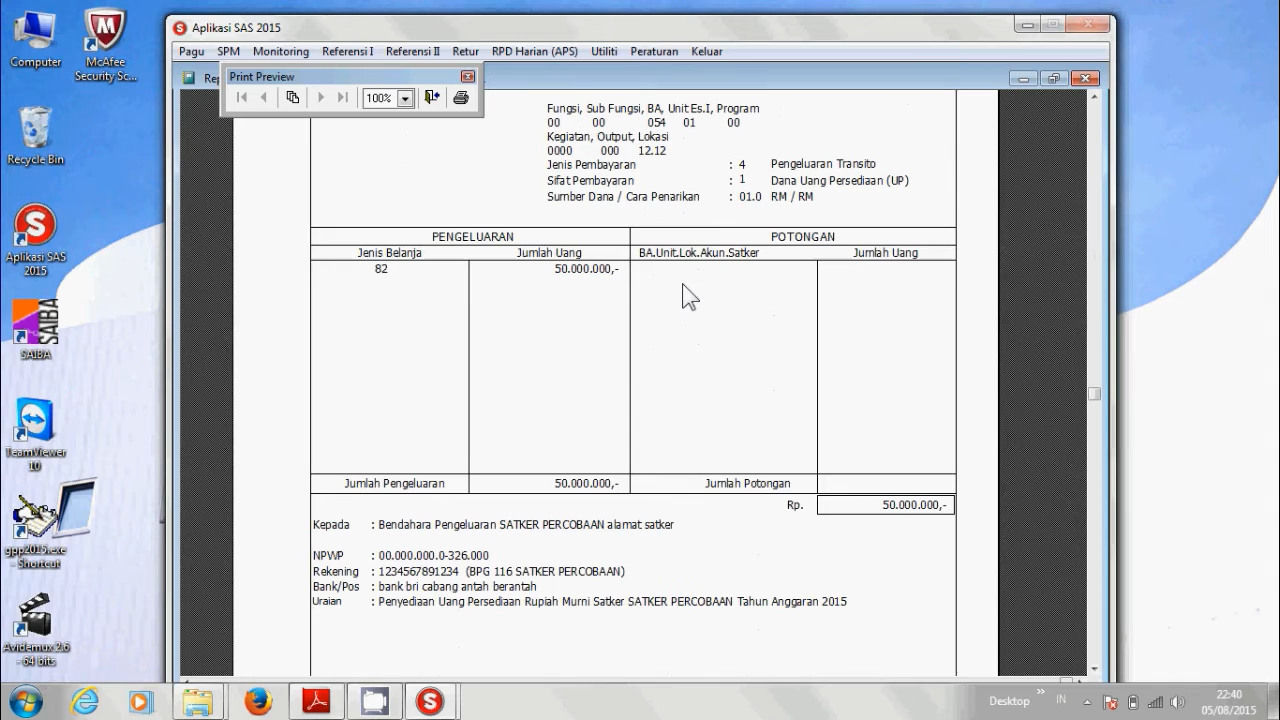 Computer
McAfee
Security Sc...
Recycle Bin
Aplikasi SAS
2015
SAIBA
SAIBA
TeamViewer
10
gpp2015.exe
- Shortcut
Avidemux 2.6
- 64 bits
Aplikasi SAS 2015
Pagu SPM Monitoring Referensi I Referensi II Retur RPD Harian (APS) Utiliti Peraturan Keluar
Print Preview
100%
Fungsi, Sub Fungsi, BA, Unit Es.I, Program
00 00 054 01 00
Kegiatan, Output, Lokasi
0000 000 12.12
Jenis Pembayaran : 4 Pengeluaran Transito
Sifat Pembayaran : 1 Dana Uang Persediaan (UP)
Sumber Dana / Cara Penarikan : 01.0 RM / RM
PENGELUARAN POTONGAN
Jenis Belanja Jumlah Uang BA.Unit.Lok.Akun.Satker Jumlah Uang
82 50.000.000,-
Jumlah Pengeluaran 50.000.000,- Jumlah Potongan
Rp. 50.000.000,-
Kepada : Bendahara Pengeluaran SATKER PERCOBAAN alamat satker
NPWP : 00.000.000.0-326.000
Rekening : 1234567891234 (BPG 116 SATKER PERCOBAAN)
Bank/Pos : bank bri cabang antah berantah
Uraian : Penyediaan Uang Persediaan Rupiah Murni Satker SATKER PERCOBAAN Tahun Anggaran 2015
Desktop » IN 22:40
05/08/2015